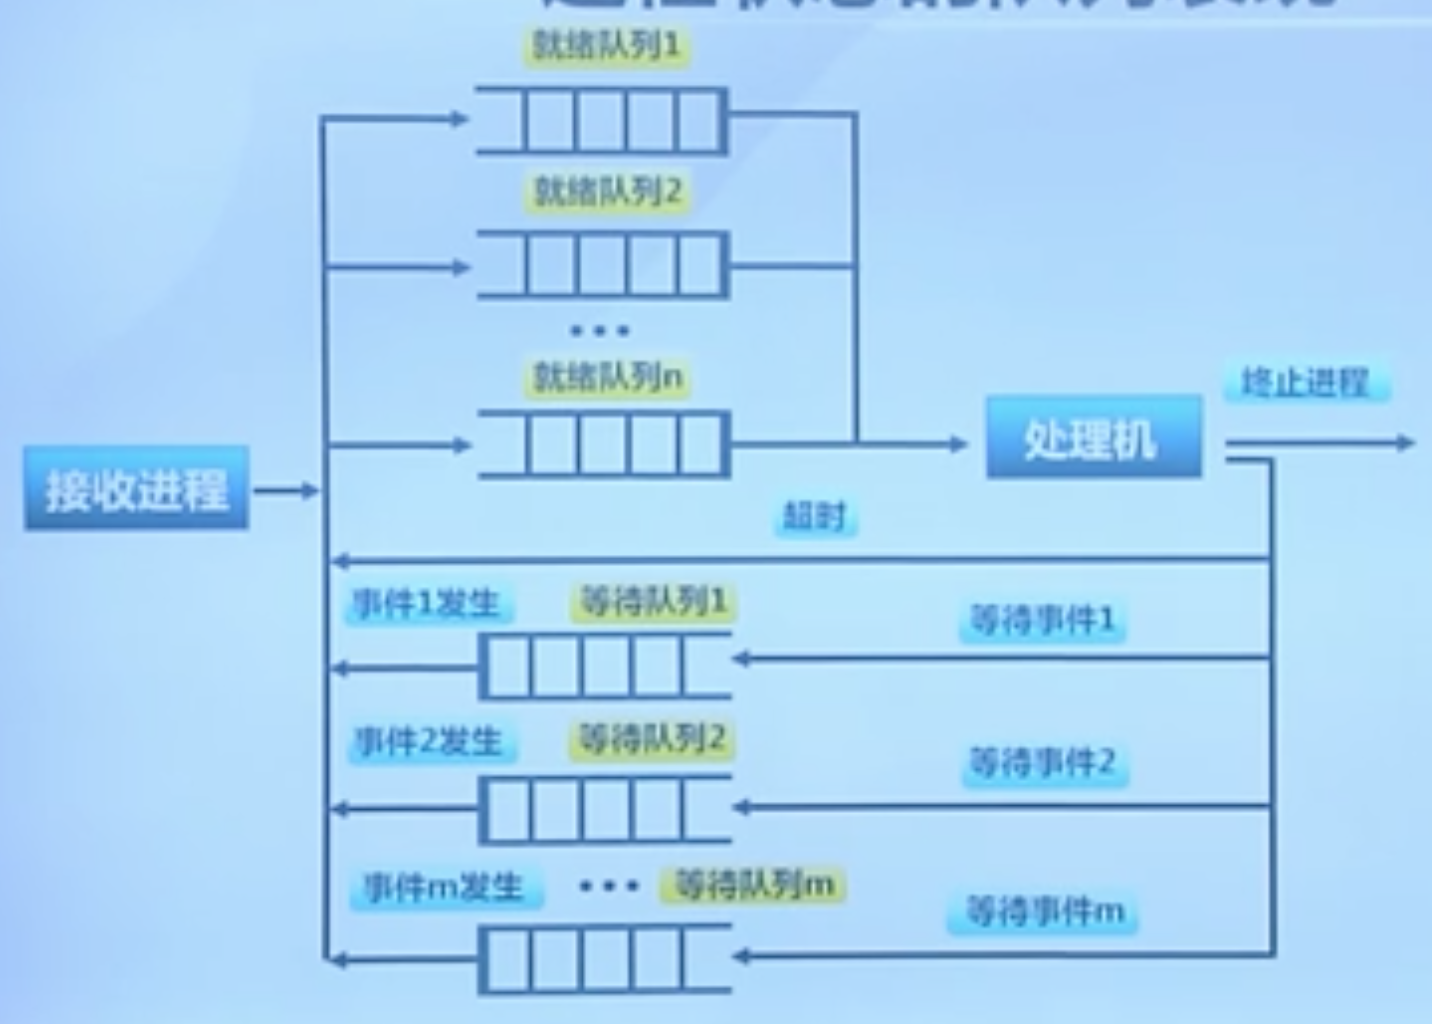 就绪队列1
就绪队列2
...
就绪队列n
终止进程
处理机
接收进程
超时
事件1发生
等待队列1
等待事件1
事件2发生
等待队列2
等待事件2
事件m发生
...
等待队列m
等待事件m